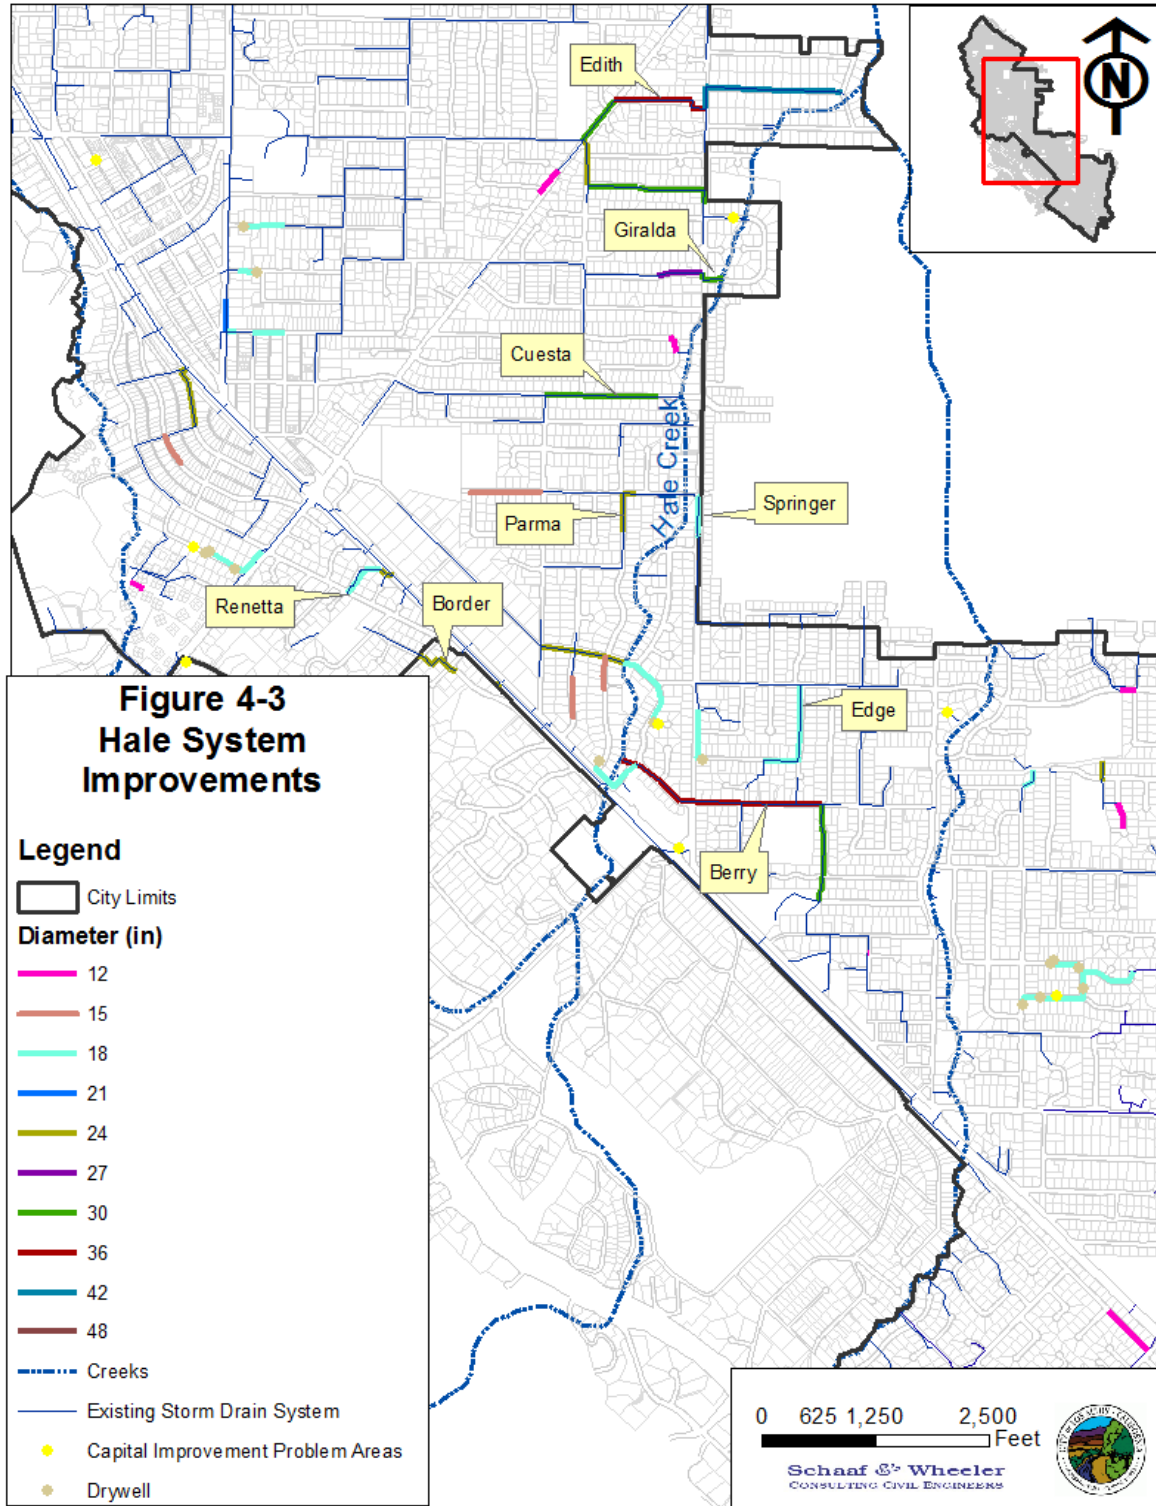 Edith
N
Giralda
Cuesta
Hale Creek
Springer
Parma
Renetta
Border
Edge
Berry
Figure 4-3
Hale System
Improvements
Legend
City Limits
Diameter (in)
12
15
18
21
24
27
30
36
42
48
Creeks
Existing Storm Drain System
Capital Improvement Problem Areas
Drywell
0 625 1,250 2,500
Feet
Schaaf & Wheeler
CONSULTING CIVIL ENGINEERS